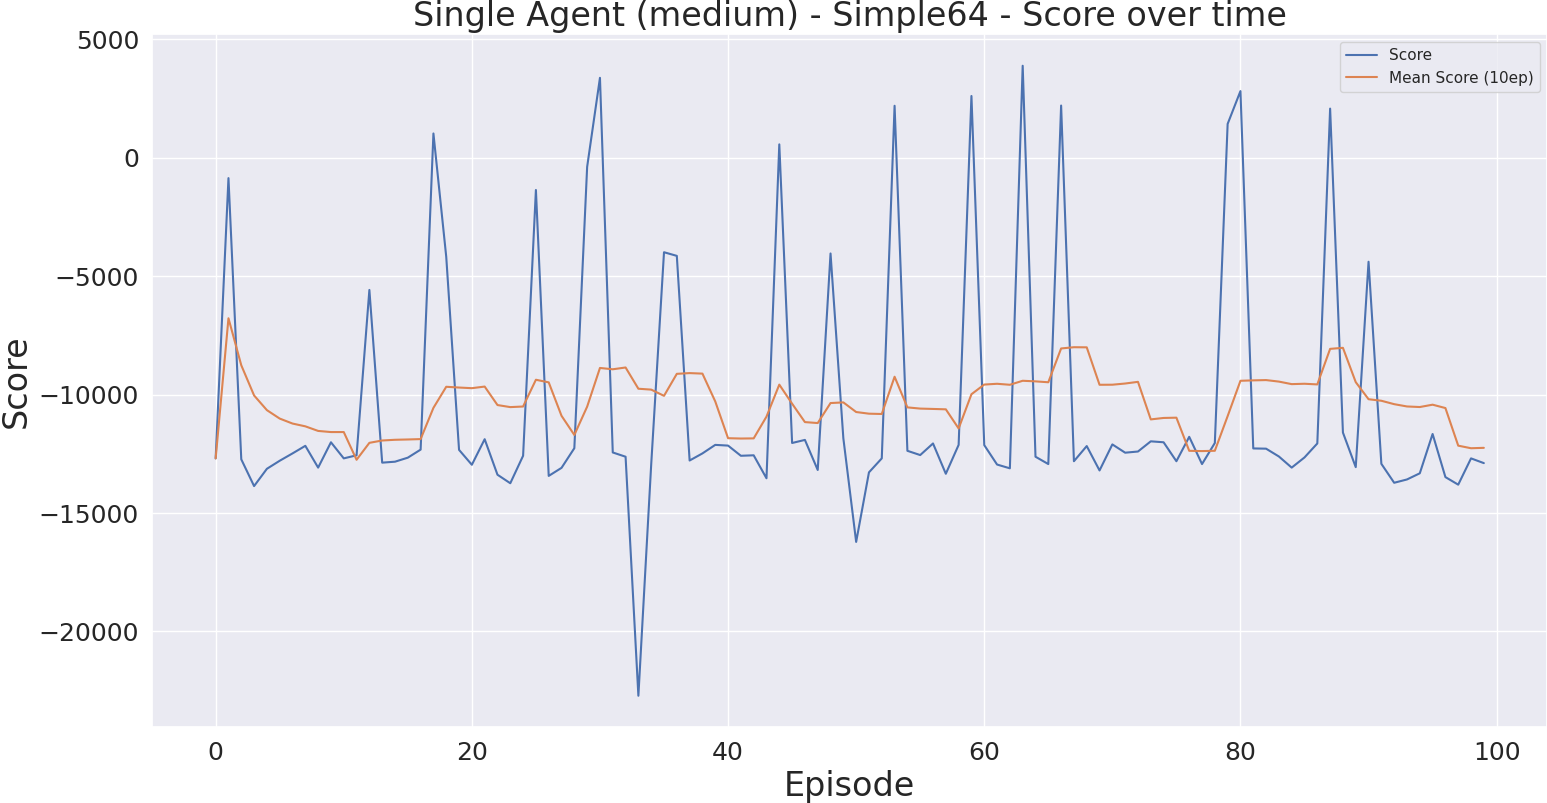 Single Agent (medium) - Simple64 - Score over time
Score
Mean Score (10ep)
5000
0
−5000
−10000
−15000
−20000
Score
0 20 40 60 80 100
Episode